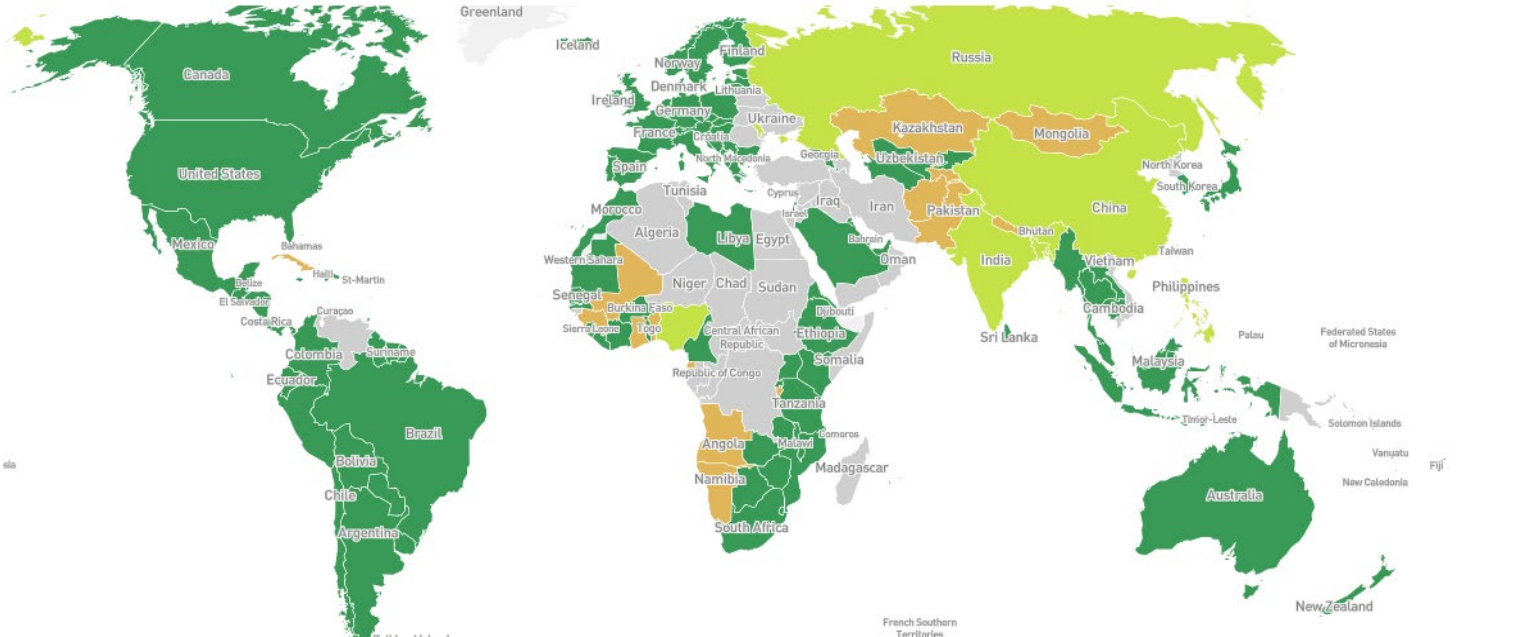 Greenland
Iceland
Finland
Norway
Russia
Canada
Denmark
Lithuania
Ireland
Germany
Ukraine
Kazakhstan
Mongolia
France
Croatia
North Macedonia
Georgia
Uzbekistan
North Korea
South Korea
United States
Spain
Tunisia
Cyprus
Iraq
Iran
Pakistan
China
Morocco
Israel
Algeria
Libya
Egypt
Bahrain
Oman
Bhutan
India
Taiwan
Vietnam
Mexico
Bahamas
Haiti
St-Martin
Western Sahara
Belize
El Salvador
Costa Rica
Curaçao
Senegal
Niger
Chad
Sudan
Philippines
Burkina Faso
Djibouti
Cambodia
Sierra Leone
Togo
Central African
Republic
Ethiopia
Sri Lanka
Palau
Federated States
of Micronesia
Colombia
Suriname
Somalia
Malaysia
Ecuador
Republic of Congo
Tanzania
Timor-Leste
Solomon Islands
Brazil
Angola
Malawi
Comoros
Vanuatu
Fiji
sia
Bolivia
Namibia
Madagascar
New Caledonia
Chile
Australia
Argentina
South Africa
New Zealand
French Southern
Territories